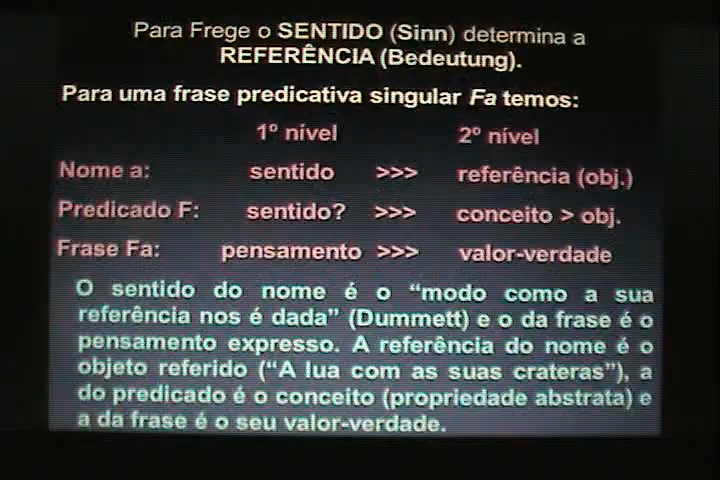 Para Frege o SENTIDO (Sinn) determina a
REFERÊNCIA (Bedeutung).
Para uma frase predicativa singular Fa temos:
1º nível 2º nível
Nome a: sentido >>> referência (obj.)
Predicado F: sentido? >>> conceito > obj.
Frase Fa: pensamento >>> valor-verdade
O sentido do nome é o “modo como a sua
referência nos é dada” (Dummett) e o da frase é o
pensamento expresso. A referência do nome é o
objeto referido (“A lua com as suas crateras”), a
do predicado é o conceito (propriedade abstrata) e
a da frase é o seu valor-verdade.